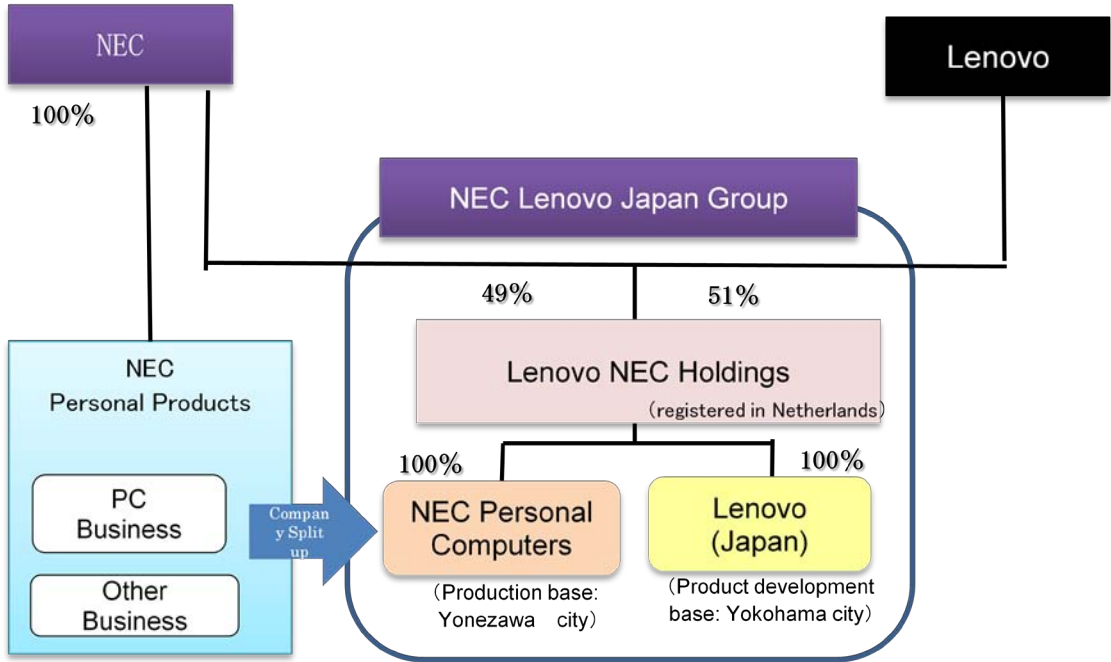 NEC
Lenovo
100%
NEC Lenovo Japan Group
49%
51%
NEC
Personal Products
Lenovo NEC Holdings
（registered in Netherlands）
100%
100%
PC
Business
Compan
y Split
up
NEC Personal
Computers
Lenovo
(Japan)
Other
Business
（Production base:
Yonezawa　city）
（Product development
base: Yokohama city）